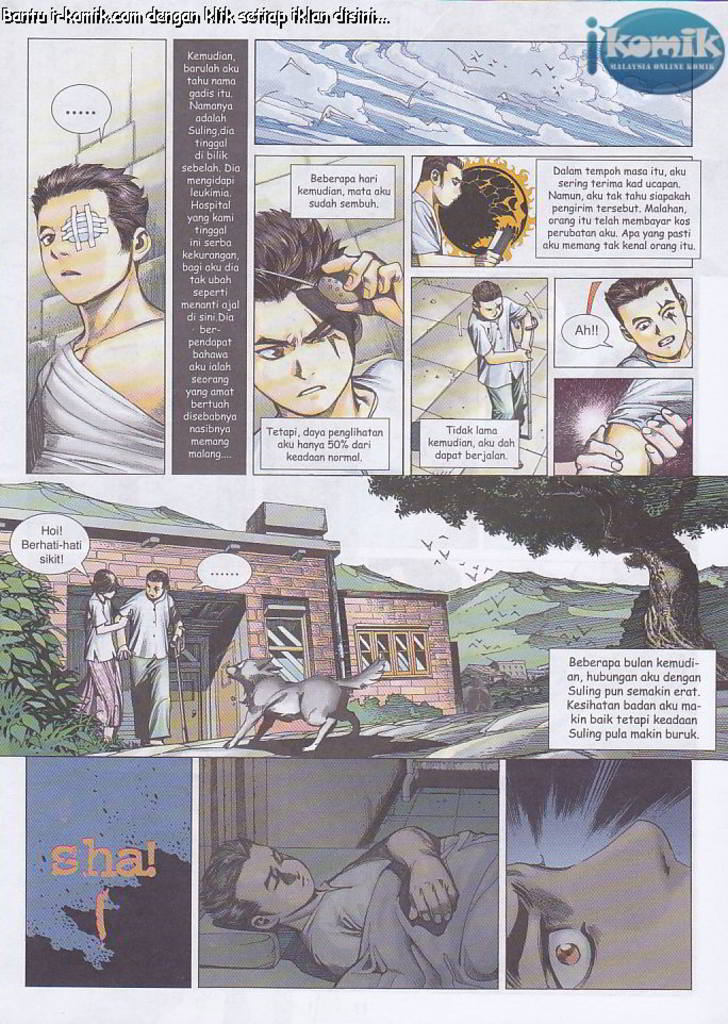 Bantu i-komik.com dengan klik setiap iklan disini...
ikomik
MALAYSIA ONLINE KOMIK
.....
Kemudian,
barulah aku
tahu nama
gadis itu.
Namanya
adalah
Suling,dia
tinggal
di bilik
sebelah. Dia
mengidapi
leukimia.
Hospital
yang kami
tinggal
ini serba
kekurangan,
bagi aku dia
tak ubah
seperti
menanti ajal
di sini.Dia
ber-
pendapat
bahawa
aku ialah
seorang
yang amat
bertuah
disebabnya
nasibnya
memang
malang....
Beberapa hari
kemudian, mata aku
sudah sembuh.
Tetapi, daya penglihatan
aku hanya 50% dari
keadaan normal.
Dalam tempoh masa itu, aku
sering terima kad ucapan.
Namun, aku tak tahu siapakah
pengirim tersebut. Malahan,
orang itu telah membayar kos
perubatan aku. Apa yang pasti
aku memang tak kenal orang itu.
Tidak lama
kemudian, aku dah
dapat berjalan.
Ah!!
Hoi!
Berhati-hati
sikit!
......
Beberapa bulan kemudi-
an, hubungan aku dengan
Suling pun semakin erat.
Kesihatan badan aku ma-
kin baik tetapi keadaan
Suling pula makin buruk.
sha!